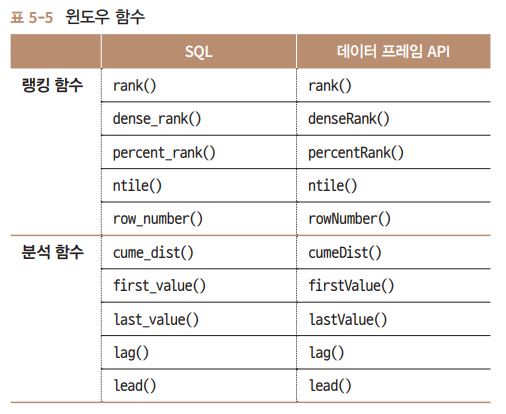 표 5-5 윈도우 함수
SQL 데이터 프레임 API
랭킹 함수 rank() rank()
dense_rank() denseRank()
percent_rank() percentRank()
ntile() ntile()
row_number() rowNumber()
분석 함수 cume_dist() cumeDist()
first_value() firstValue()
last_value() lastValue()
lag() lag()
lead() lead()